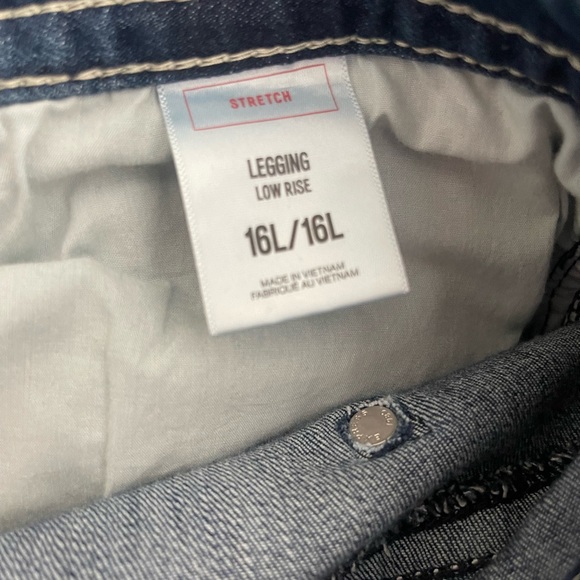 STRETCH
LEGGING
LOW RISE
16L/16L
MADE IN VIETNAM
FABRIQUÉ AU VIETNAM